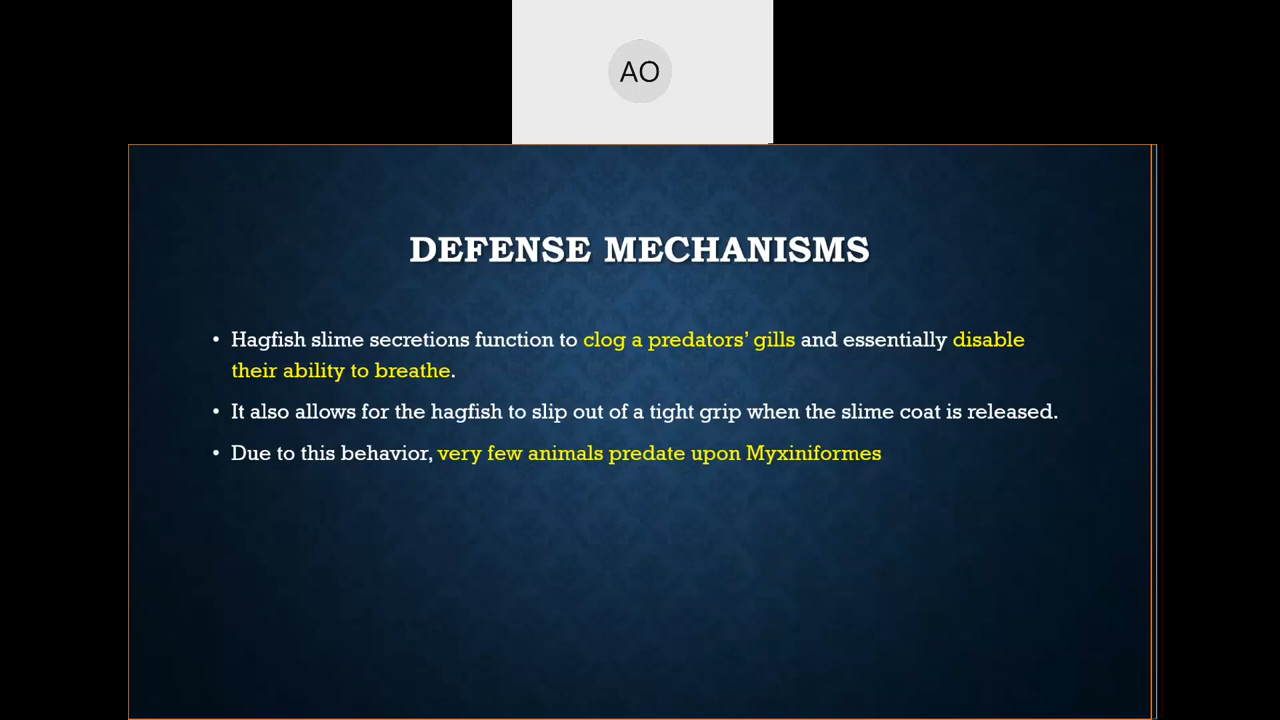 AO
DEFENSE MECHANISMS
• Hagfish slime secretions function to clog a predators’ gills and essentially disable
their ability to breathe.
• It also allows for the hagfish to slip out of a tight grip when the slime coat is released.
• Due to this behavior, very few animals predate upon Myxiniformes